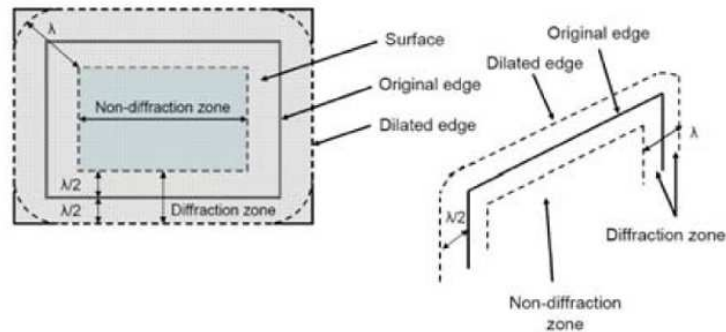 λ
Surface
Non-diffraction zone
Original edge
Dilated edge
λ/2
λ/2
Diffraction zone
Original edge
Dilated edge
λ
λ/2
Diffraction zone
Non-diffraction
zone